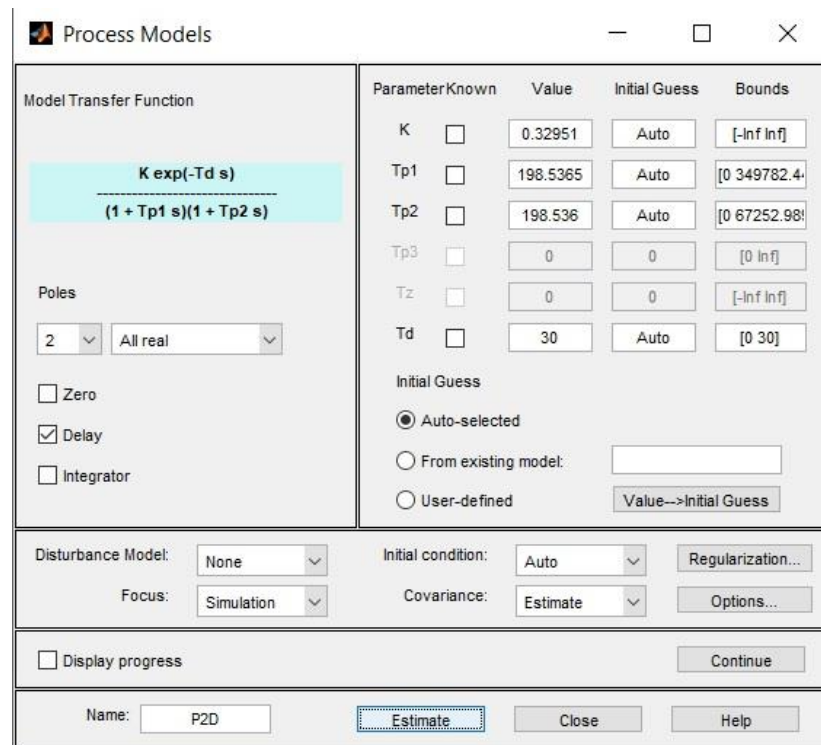 Process Models
Model Transfer Function
K exp(-Td s)
(1 + Tp1 s)(1 + Tp2 s)
Poles
2 All real
Zero
Delay
Integrator
Parameter Known Value Initial Guess Bounds
K 0.32951 Auto [-Inf Inf]
Tp1 198.5365 Auto [0 349782.4
Tp2 198.536 Auto [0 67252.98
Tp3 0 0 [0 Inf]
Tz 0 0 [-Inf Inf]
Td 30 Auto [0 30]
Initial Guess
Auto-selected
From existing model:
User-defined Value-->Initial Guess
Disturbance Model: None Initial condition: Auto Regularization...
Focus: Simulation Covariance: Estimate Options...
Display progress Continue
Name: P2D Estimate Close Help